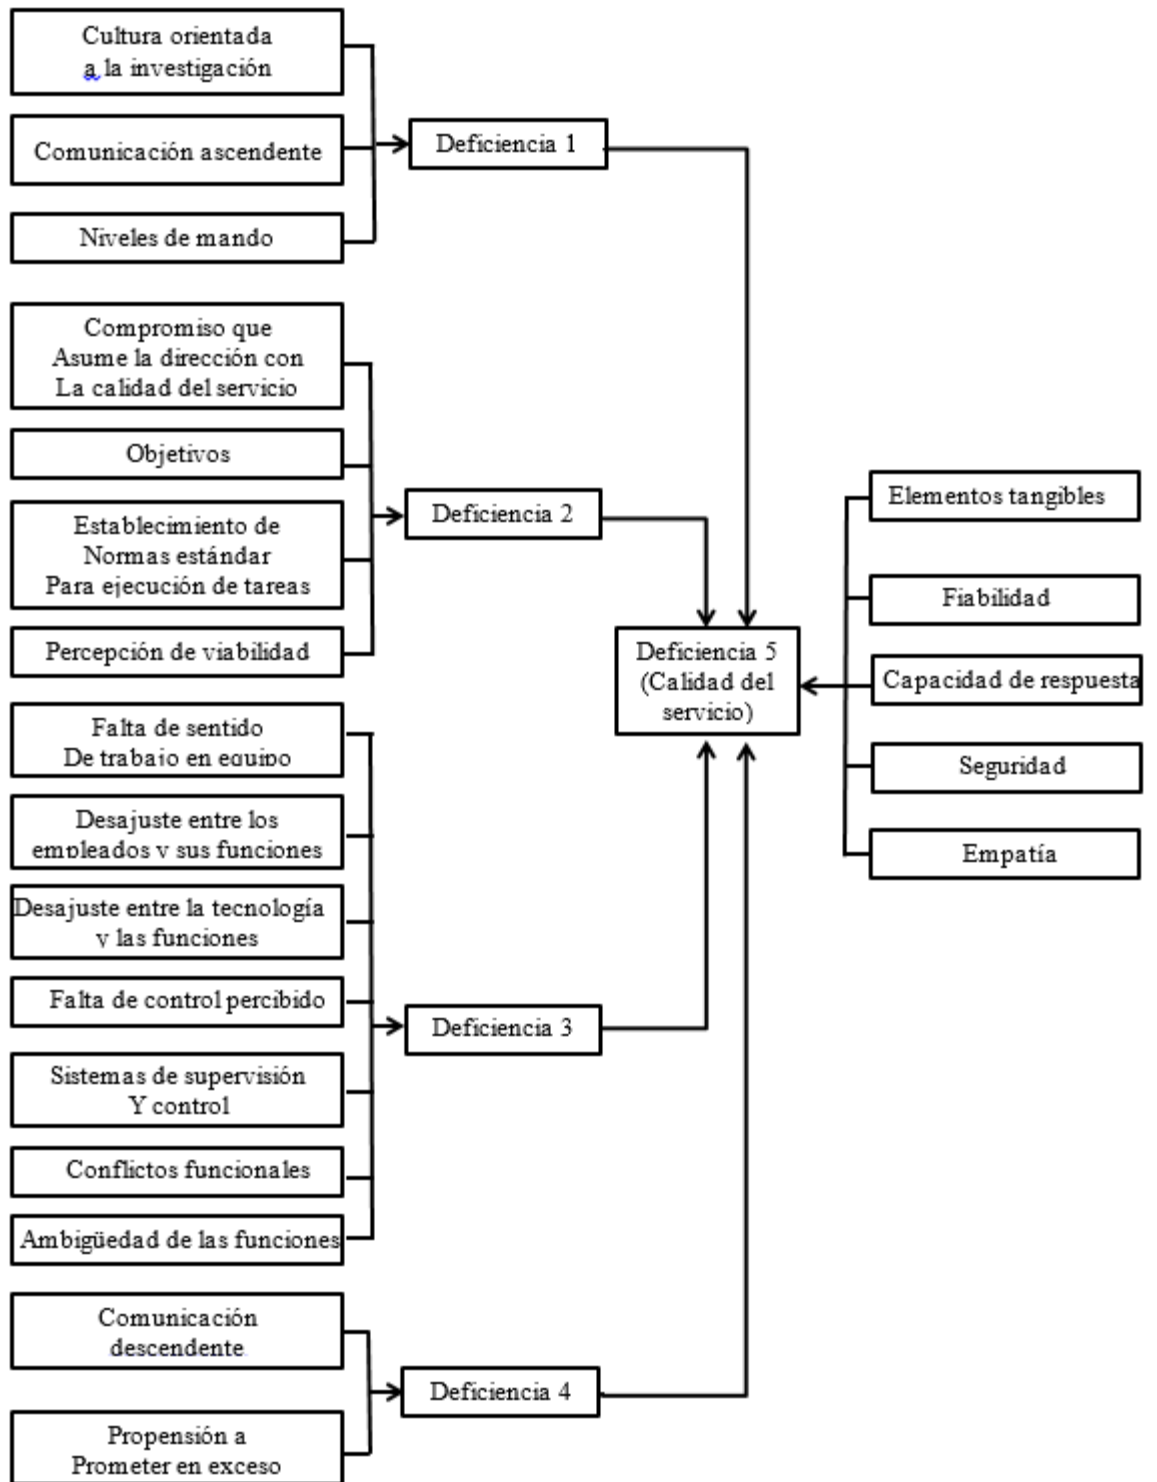 Cultura orientada
a la investigación
Comunicación ascendente
Niveles de mando
Deficiencia 1
Compromiso que
Asume la dirección con
La calidad del servicio
Objetivos
Establecimiento de
Normas estándar
Para ejecución de tareas
Percepción de viabilidad
Deficiencia 2
Falta de sentido
De trabajo en equipo
Desajuste entre los
empleados y sus funciones
Desajuste entre la tecnología
y las funciones
Falta de control percibido
Sistemas de supervisión
Y control
Conflictos funcionales
Ambigüedad de las funciones
Deficiencia 3
Comunicación
descendente
Propensión a
Prometer en exceso
Deficiencia 4
Deficiencia 5
(Calidad del
servicio)
Elementos tangibles
Fiabilidad
Capacidad de respuesta
Seguridad
Empatía